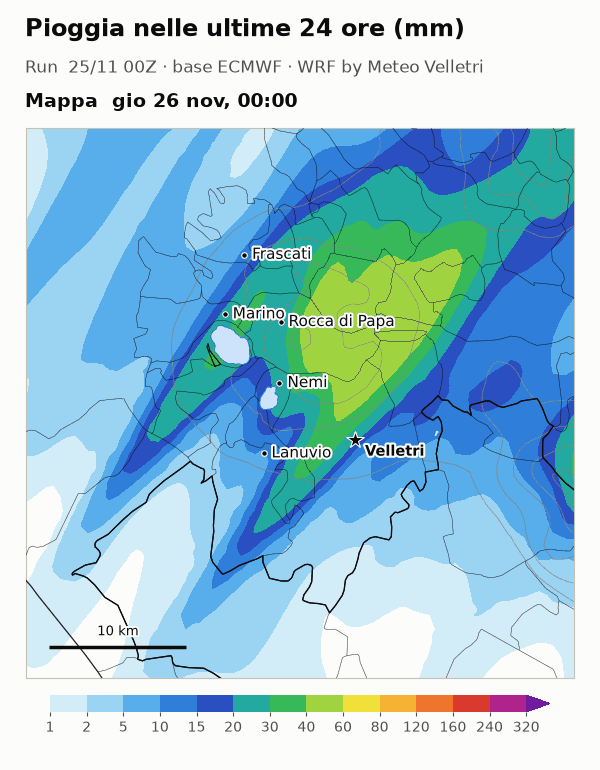 Pioggia nelle ultime 24 ore (mm)
Run  25/11 00Z · base ECMWF · WRF by Meteo Velletri
Mappa  gio 26 nov, 00:00
Frascati
Marino
Rocca di Papa
Nemi
Velletri
Lanuvio
10 km
1 2 5 10 15 20 30 40 60 80 120 160 240 320